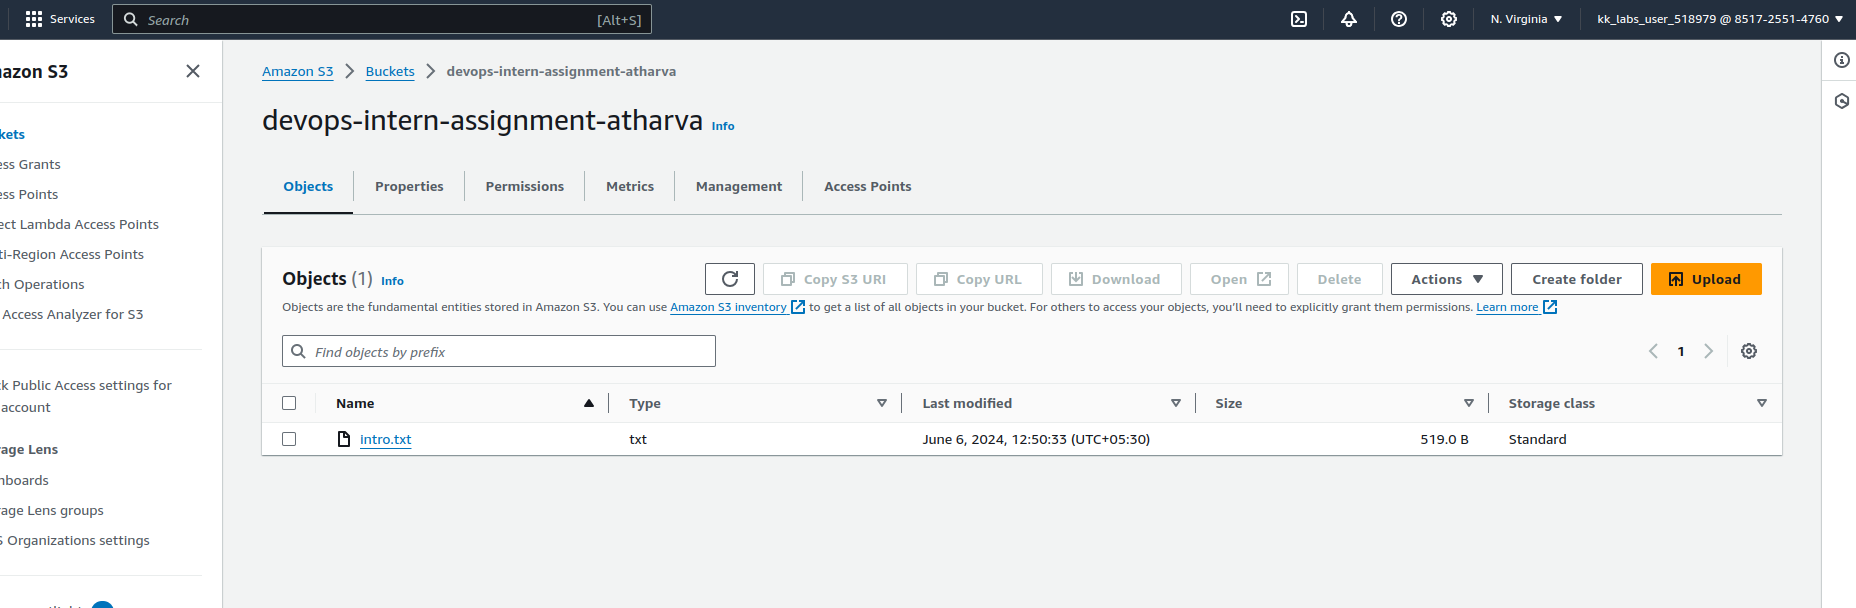 Services
Search [Alt+S]
N. Virginia
kk_labs_user_518979 @ 8517-2551-4760
azon S3
kets
ess Grants
ess Points
ect Lambda Access Points
ti-Region Access Points
ch Operations
Access Analyzer for S3
k Public Access settings for
account
age Lens
boards
age Lens groups
S Organizations settings
Amazon S3 > Buckets > devops-intern-assignment-atharva
devops-intern-assignment-atharva Info
Objects Properties Permissions Metrics Management Access Points
Objects (1) Info
Copy S3 URI Copy URL Download Open Delete Actions Create folder Upload
Objects are the fundamental entities stored in Amazon S3. You can use Amazon S3 inventory to get a list of all objects in your bucket. For others to access your objects, you'll need to explicitly grant them permissions. Learn more
Find objects by prefix
1
Name Type Last modified Size Storage class
intro.txt txt June 6, 2024, 12:50:33 (UTC+05:30) 519.0 B Standard